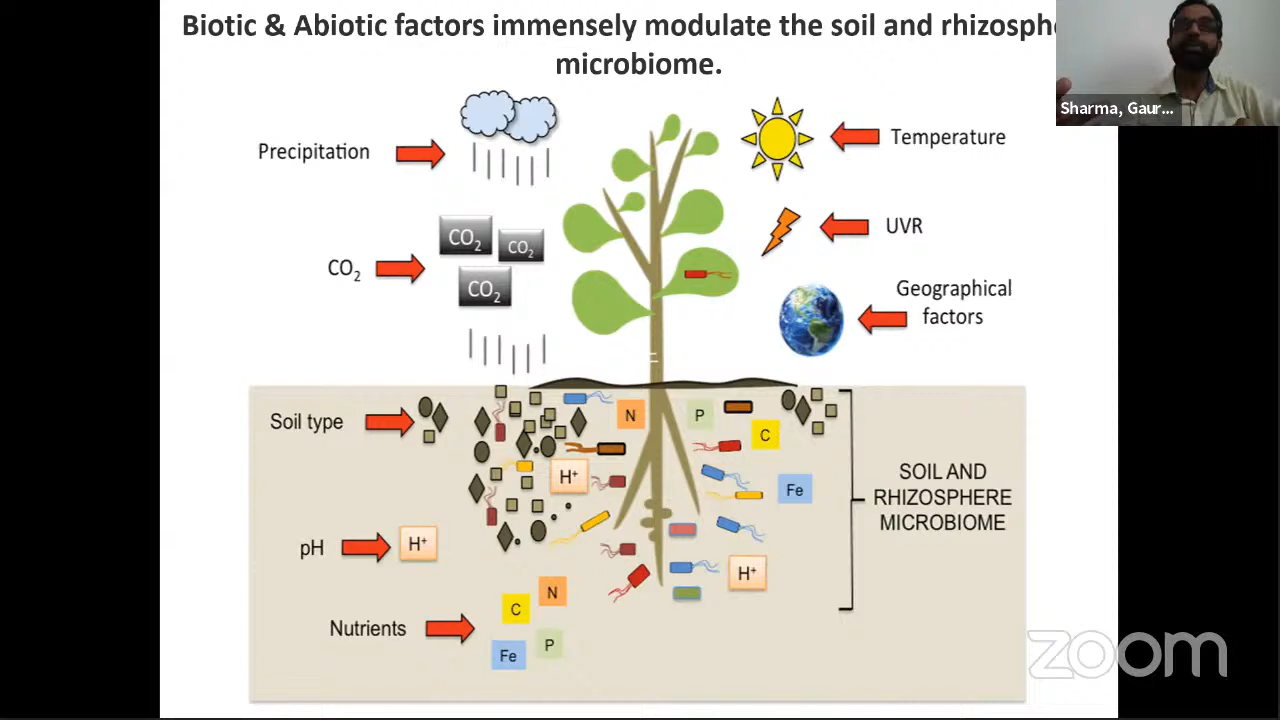 Biotic & Abiotic factors immensely modulate the soil and rhizosph
microbiome.
Sharma, Gaur...
Precipitation
Temperature
CO₂
CO₂
CO₂
CO₂
UVR
Geographical
factors
Soil type
N
P
C
H⁺
Fe
SOIL AND
RHIZOSPHERE
MICROBIOME
pH
H⁺
H⁺
Nutrients
C
N
Fe
P
zoom